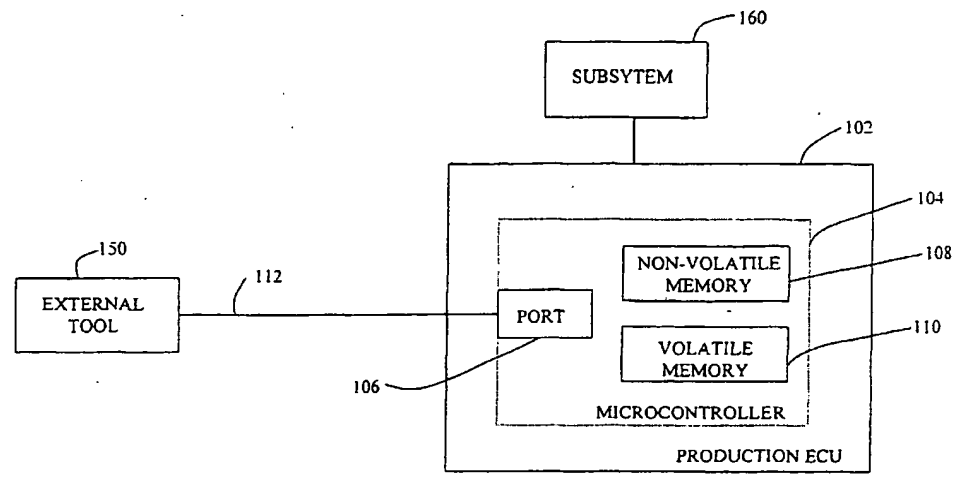 160
SUBSYTEM
102
104
150
112
NON-VOLATILE
MEMORY
108
EXTERNAL
TOOL
PORT
VOLATILE
MEMORY
110
106
MICROCONTROLLER
PRODUCTION ECU